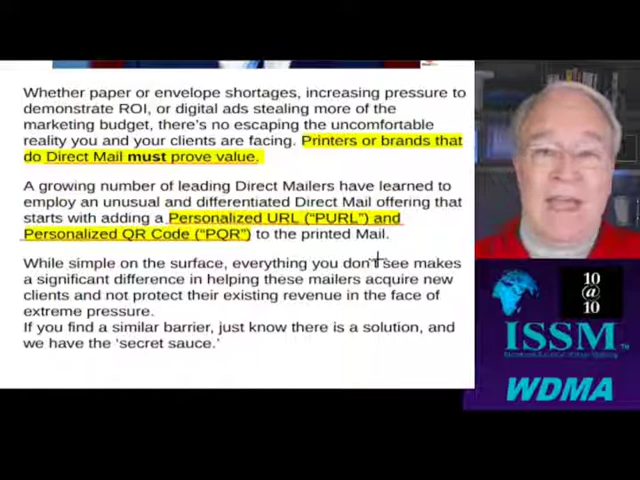 Whether paper or envelope shortages, increasing pressure to
demonstrate ROI, or digital ads stealing more of the
marketing budget, there's no escaping the uncomfortable
reality you and your clients are facing. Printers or brands that
do Direct Mail must prove value.
A growing number of leading Direct Mailers have learned to
employ an unusual and differentiated Direct Mail offering that
starts with adding a Personalized URL ("PURL") and
Personalized QR Code ("PQR") to the printed Mail.
While simple on the surface, everything you don't see makes
a significant difference in helping these mailers acquire new
clients and not protect their existing revenue in the face of
extreme pressure.
If you find a similar barrier, just know there is a solution, and
we have the 'secret sauce.'
10
@
10
ISSM
TM
WDMA